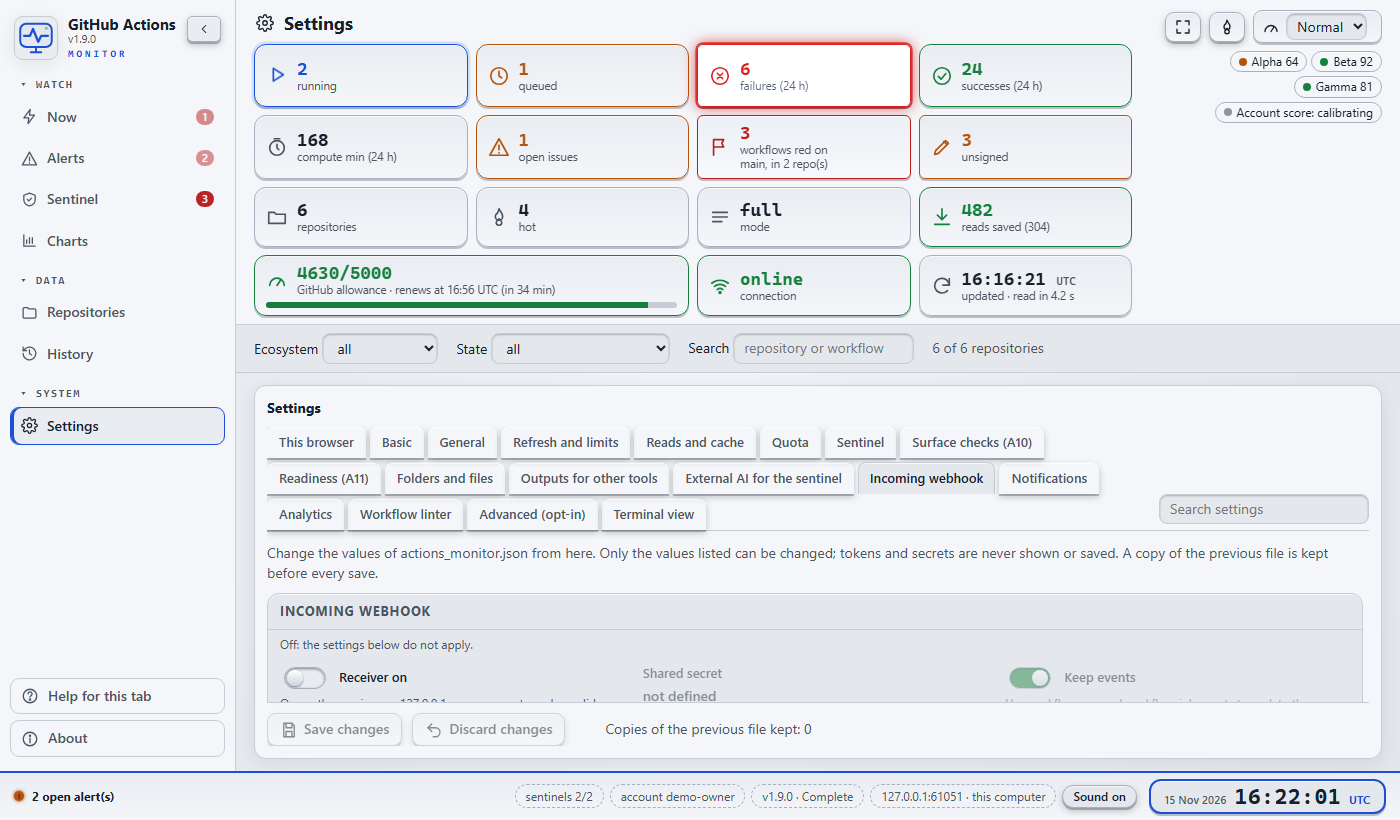 GitHub Actions
v1.9.0
MONITOR
WATCH
Now 1
Alerts 2
Sentinel 3
Charts
DATA
Repositories
History
SYSTEM
Settings
Help for this tab
About
Settings
Normal
Alpha 64
Beta 92
Gamma 81
Account score: calibrating
2
running
1
queued
6
failures (24 h)
24
successes (24 h)
168
compute min (24 h)
1
open issues
3
workflows red on
main, in 2 repo(s)
3
unsigned
6
repositories
4
hot
full
mode
482
reads saved (304)
4630/5000
GitHub allowance · renews at 16:56 UTC (in 34 min)
online
connection
16:16:21 UTC
updated · read in 4.2 s
Ecosystem all State all Search repository or workflow 6 of 6 repositories
Settings
This browser Basic General Refresh and limits Reads and cache Quota Sentinel Surface checks (A10)
Readiness (A11) Folders and files Outputs for other tools External AI for the sentinel Incoming webhook Notifications
Analytics Workflow linter Advanced (opt-in) Terminal view
Search settings
Change the values of actions_monitor.json from here. Only the values listed can be changed; tokens and secrets are never shown or saved. A copy of the previous file is kept
before every save.
INCOMING WEBHOOK
Off: the settings below do not apply.
Receiver on
Shared secret
not defined
Keep events
Save changes Discard changes Copies of the previous file kept: 0
2 open alert(s)
sentinels 2/2 account demo-owner v1.9.0 · Complete 127.0.0.1:61051 · this computer Sound on 15 Nov 2026 16:22:01 UTC